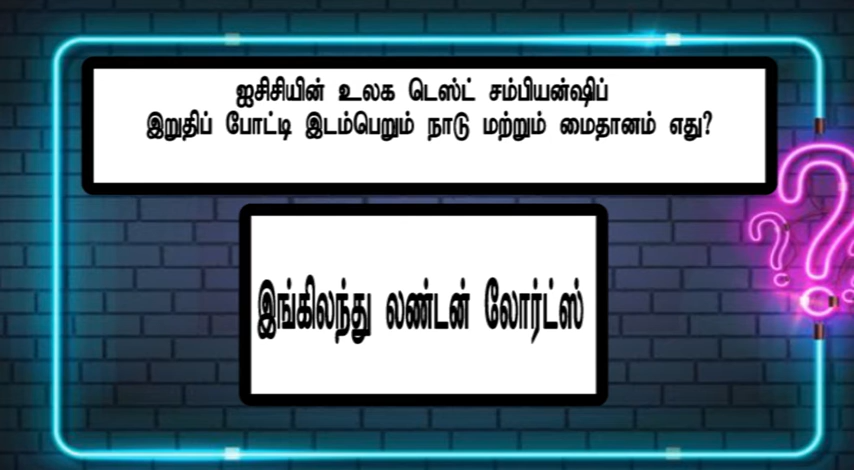 ஐசிசியின் உலக டெஸ்ட் சம்பியன்ஷிப்
இறுதிப் போட்டி இடம்பெறும் நாடு மற்றும் மைதானம் எது?
இங்கிலந்து லண்டன் லோர்ட்ஸ்